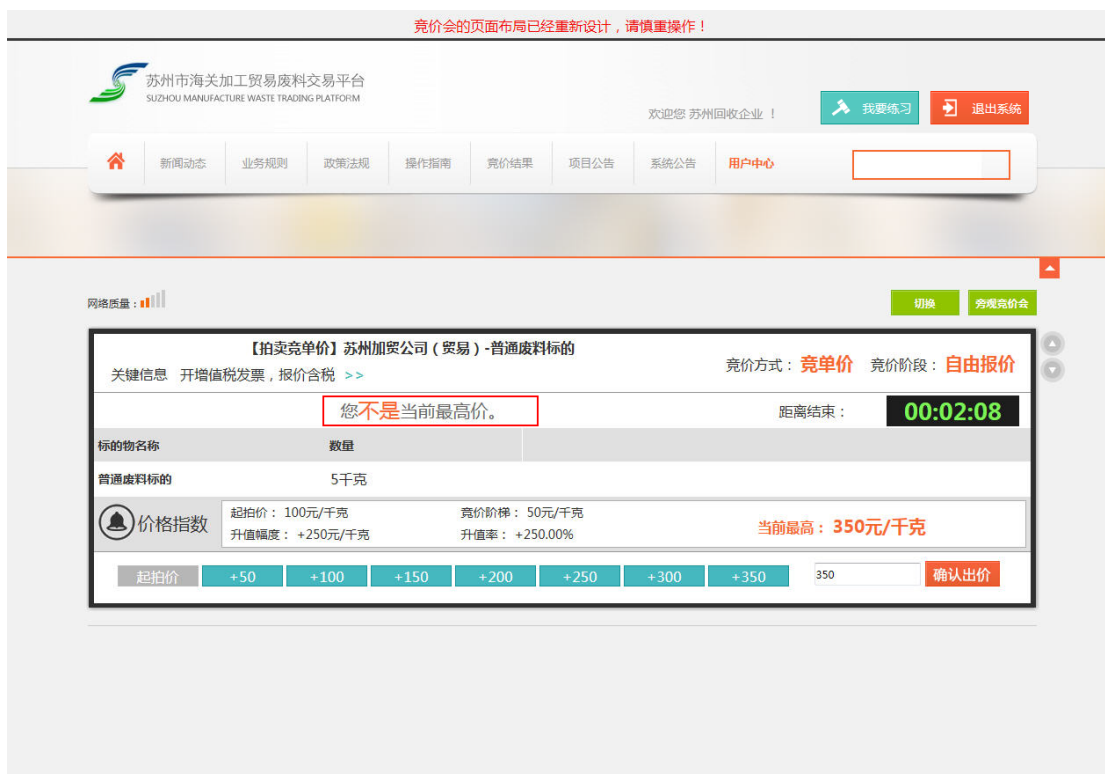 竞价会的页面布局已经重新设计，请慎重操作！
苏州市海关加工贸易废料交易平台
SUZHOU MANUFACTURE WASTE TRADING PLATFORM
欢迎您 苏州回收企业 ！ 我要练习 退出系统
新闻动态 业务规则 政策法规 操作指南 竞价结果 项目公告 系统公告 用户中心
网络质量： 切换 旁观竞价会
【拍卖竞单价】苏州加贸公司（贸易）-普通废料标的
关键信息 开增值税发票，报价含税 >>
竞价方式： 竞单价 竞价阶段： 自由报价
您不是当前最高价。 距离结束： 00:02:08
标的物名称 数量
普通废料标的 5千克
价格指数
起拍价： 100元/千克 竞价阶梯： 50元/千克
升值幅度： +250元/千克 升值率： +250.00%
当前最高： 350元/千克
起拍价 +50 +100 +150 +200 +250 +300 +350 350 确认出价